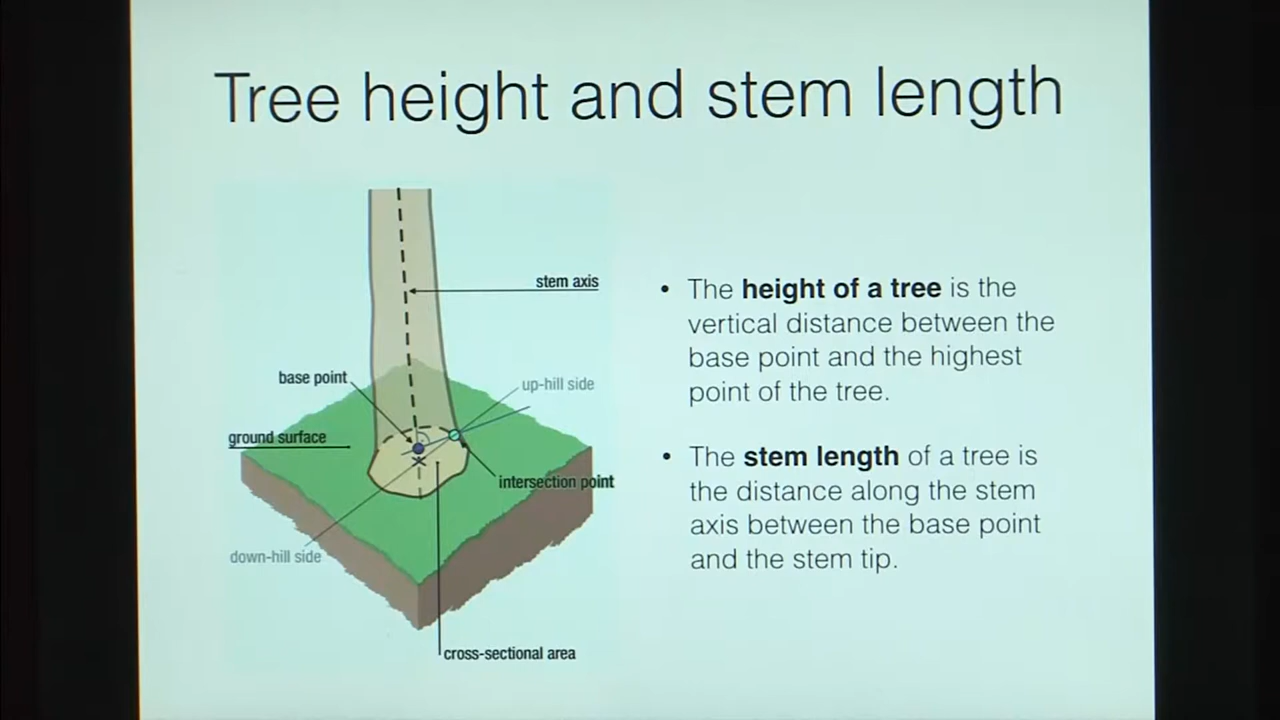 Tree height and stem length
stem axis
base point
up-hill side
ground surface
intersection point
down-hill side
cross-sectional area
• The height of a tree is the
vertical distance between the
base point and the highest
point of the tree.
• The stem length of a tree is
the distance along the stem
axis between the base point
and the stem tip.